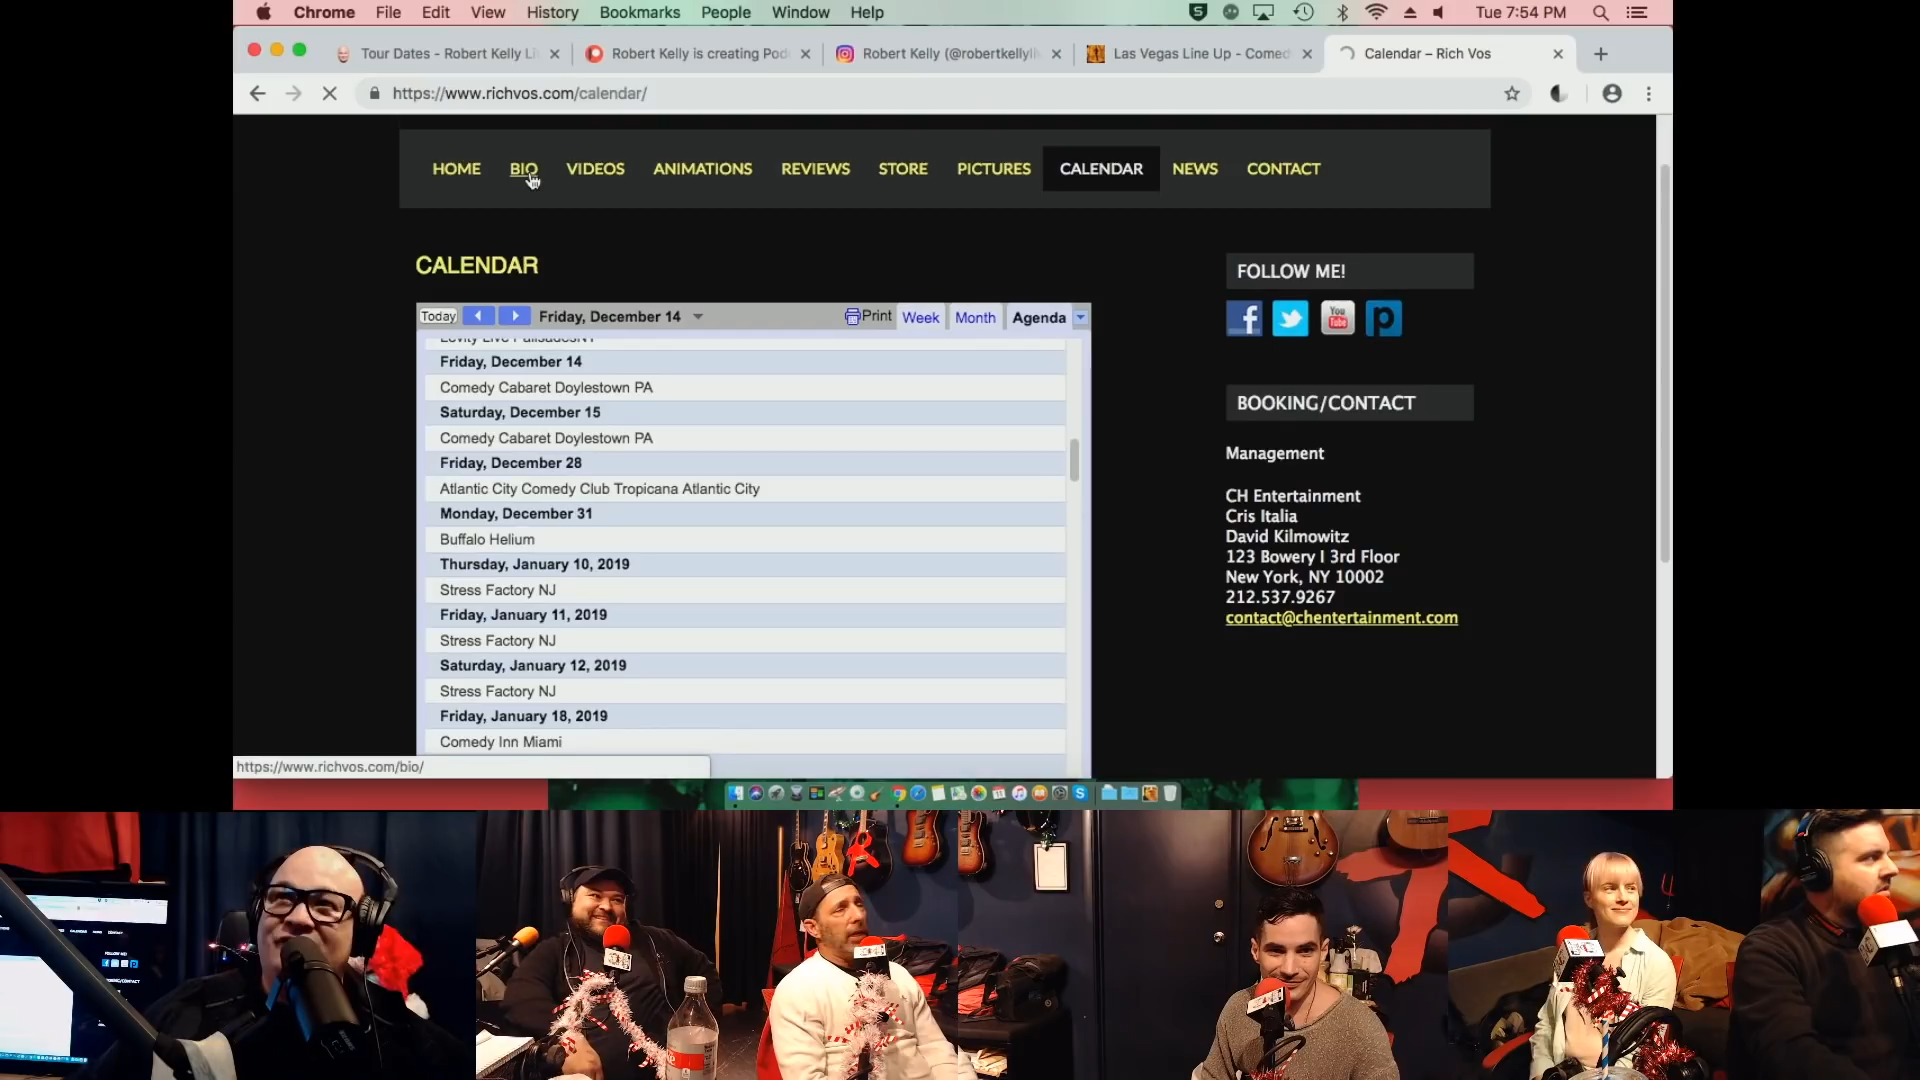 Chrome File Edit View History Bookmarks People Window Help Tue 7:54 PM
Tour Dates - Robert Kelly Li
Robert Kelly is creating Pod
Robert Kelly (@robertkellyli
Las Vegas Line Up - Comed
Calendar – Rich Vos
https://www.richvos.com/calendar/
HOME BIO VIDEOS ANIMATIONS REVIEWS STORE PICTURES CALENDAR NEWS CONTACT
CALENDAR
Today Friday, December 14 Print Week Month Agenda
Levity Live PalisadesNY
Friday, December 14
Comedy Cabaret Doylestown PA
Saturday, December 15
Comedy Cabaret Doylestown PA
Friday, December 28
Atlantic City Comedy Club Tropicana Atlantic City
Monday, December 31
Buffalo Helium
Thursday, January 10, 2019
Stress Factory NJ
Friday, January 11, 2019
Stress Factory NJ
Saturday, January 12, 2019
Stress Factory NJ
Friday, January 18, 2019
Comedy Inn Miami
FOLLOW ME!
You
Tube
BOOKING/CONTACT
Management
CH Entertainment
Cris Italia
David Kilmowitz
123 Bowery I 3rd Floor
New York, NY 10002
212.537.9267
contact@chentertainment.com
https://www.richvos.com/bio/